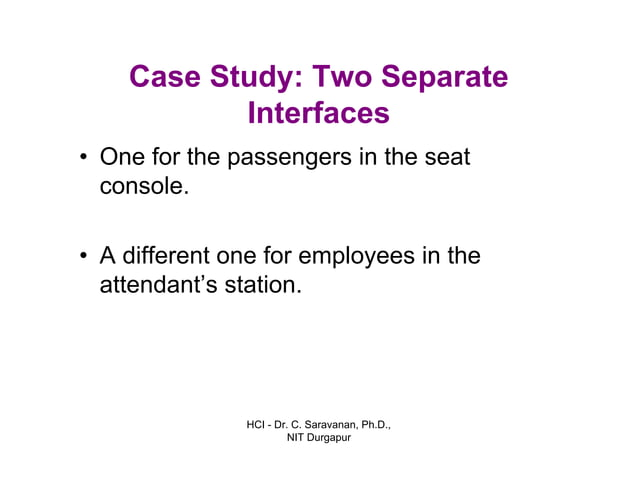 Case Study: Two Separate
Interfaces
• One for the passengers in the seat
console.
• A different one for employees in the
attendant’s station.
HCI - Dr. C. Saravanan, Ph.D.,
NIT Durgapur